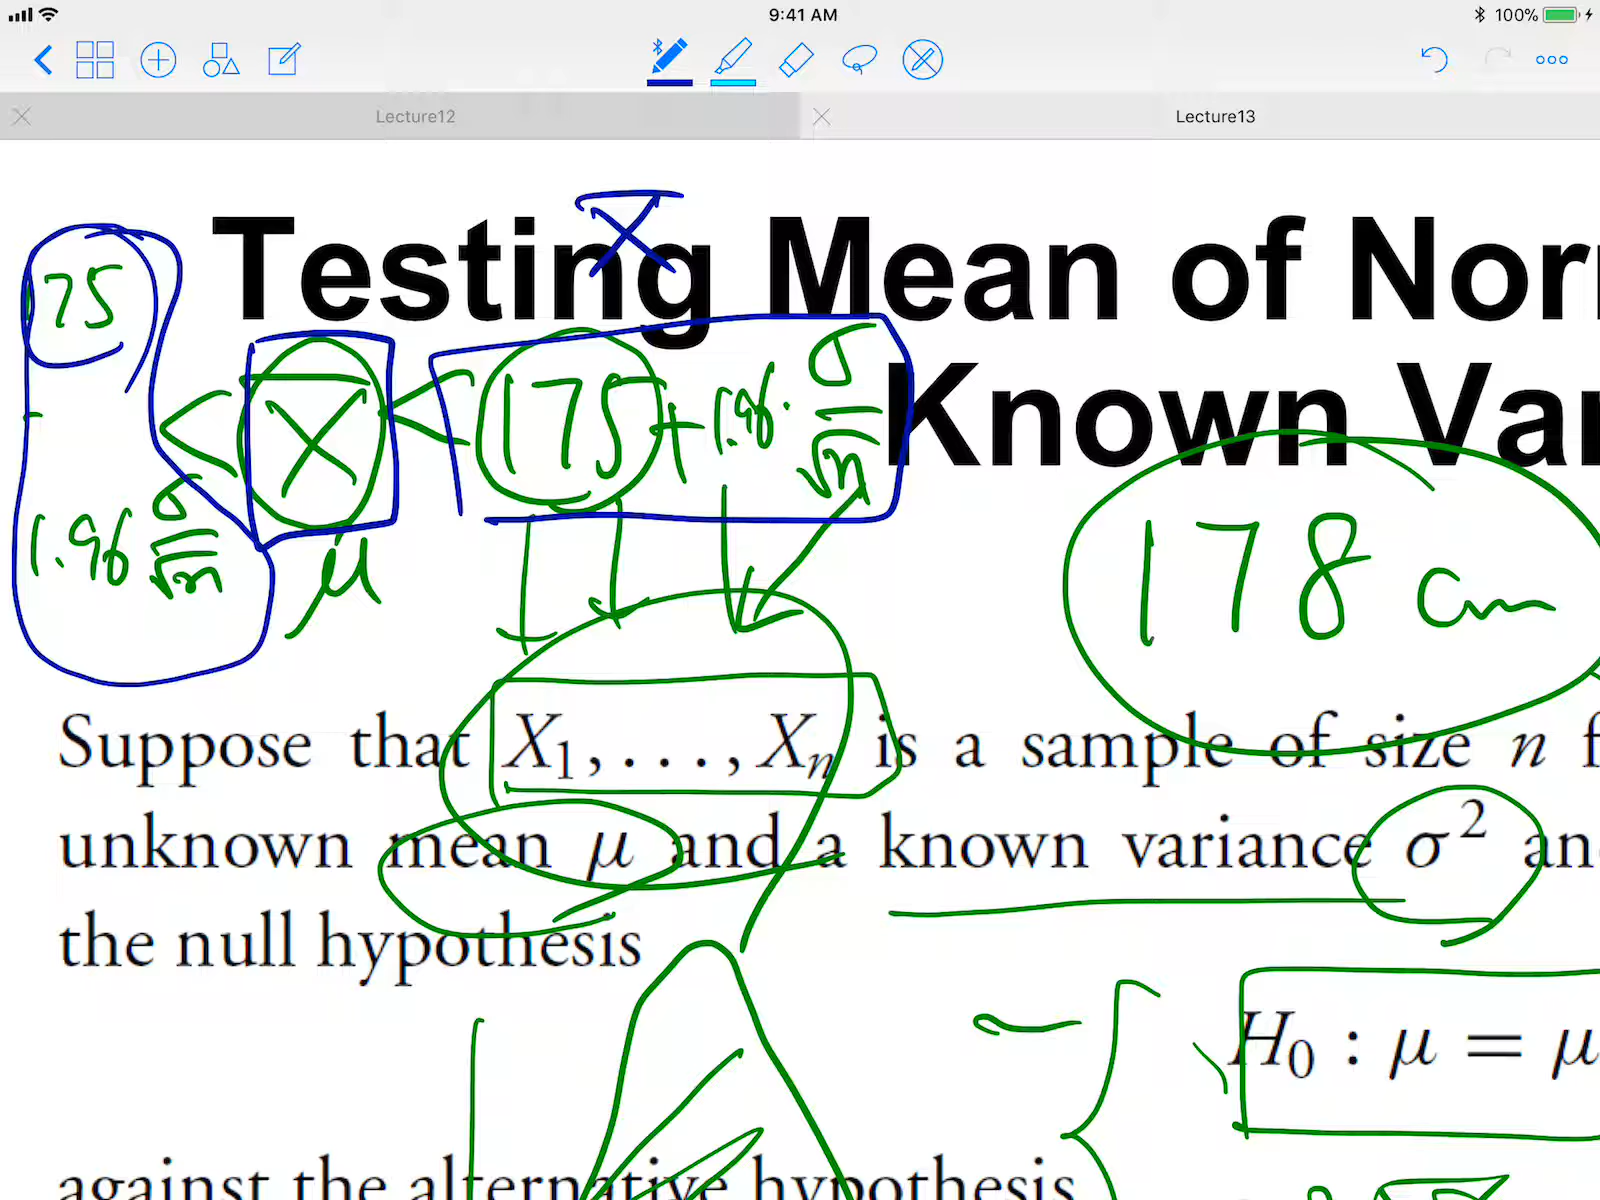 9:41 AM 100%
Lecture12 Lecture13
X̄
Testing Mean of Nor
75 < X̄ < 175 + 1.96 · σ/√n
Known Va
- 1.96 σ/√n μ
178 cm
Suppose that X₁, . . . , Xₙ is a sample of size n f
unknown mean μ and a known variance σ² an
the null hypothesis
H₀ : μ = μ
against the alternative hypothesis